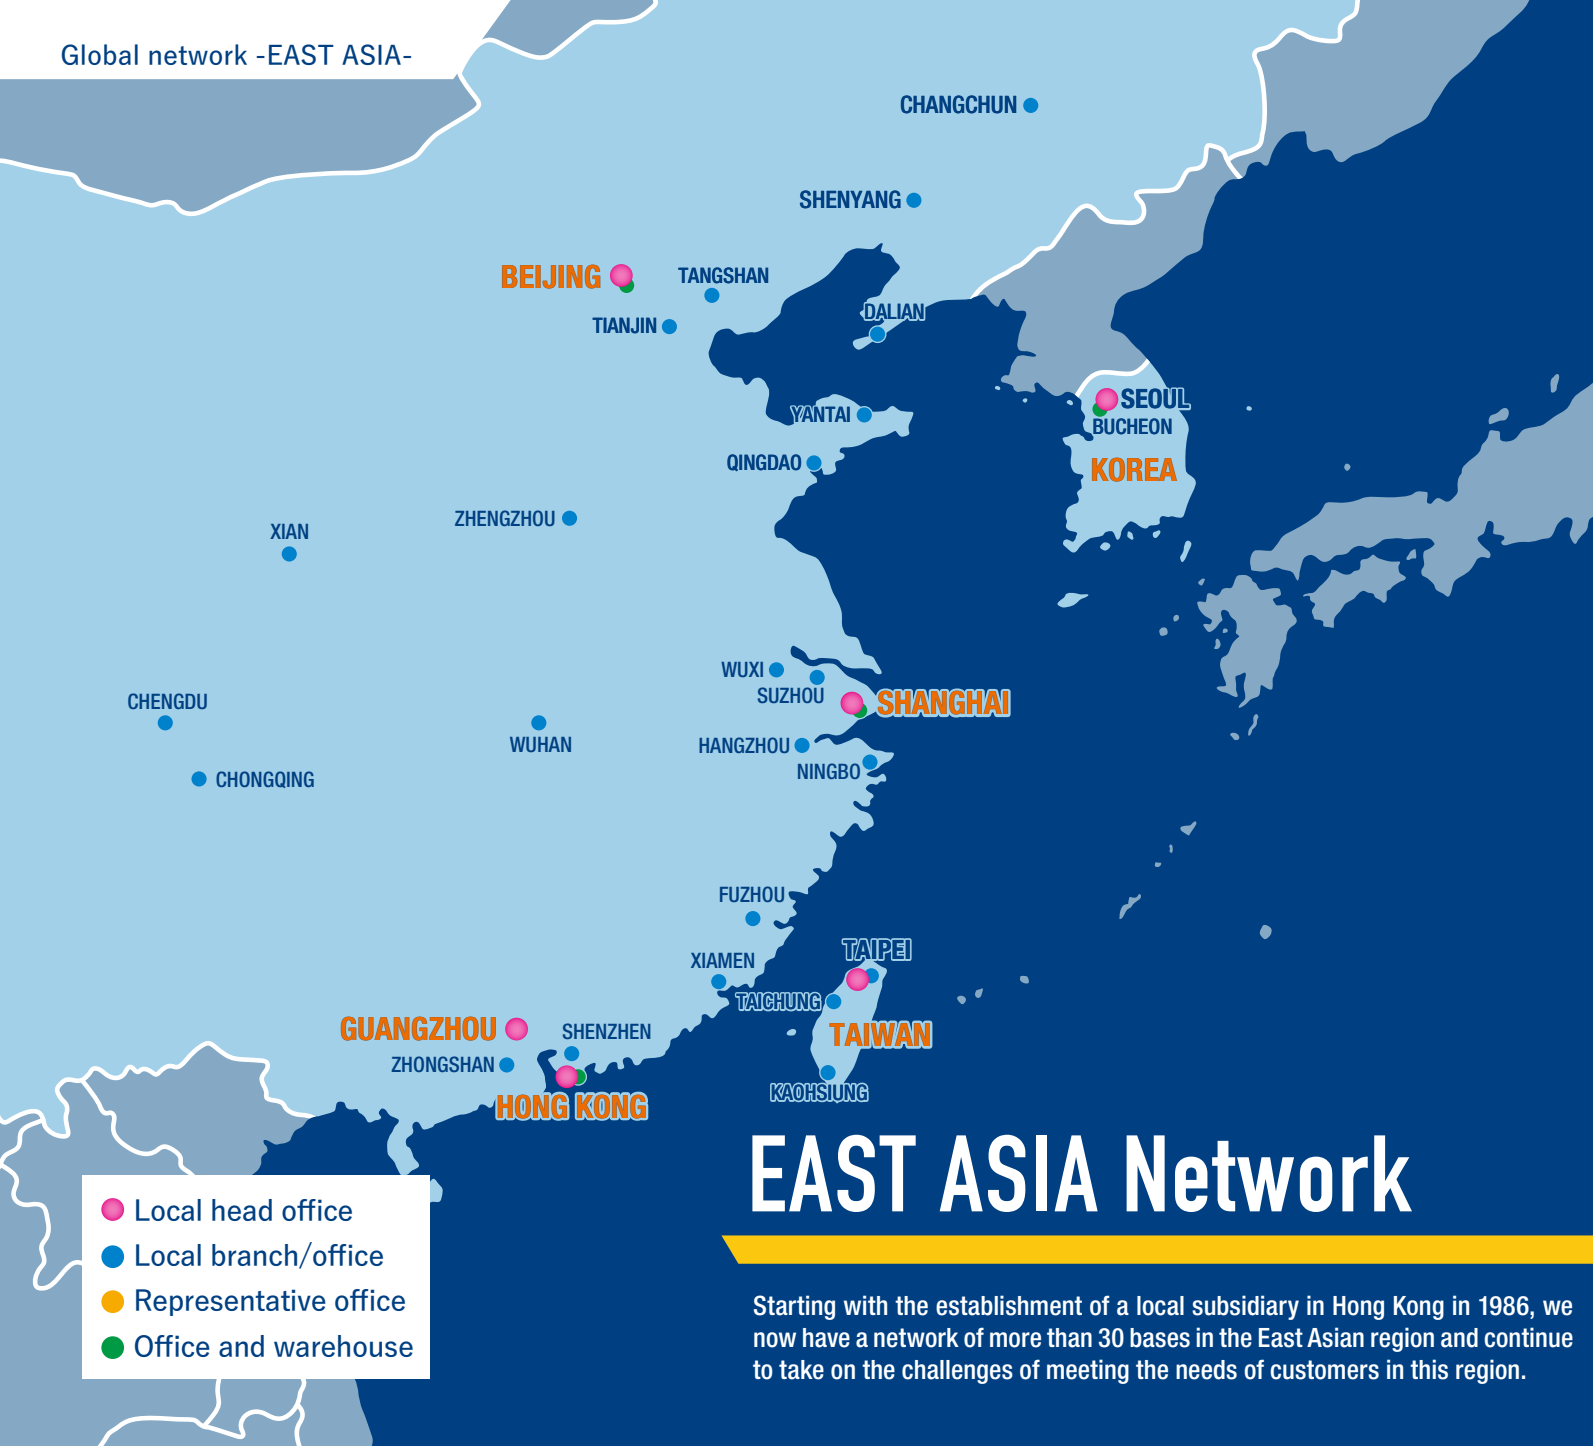 Global network -EAST ASIA-
CHANGCHUN
SHENYANG
BEIJING
TANGSHAN
TIANJIN
DALIAN
YANTAI
SEOUL
BUCHEON
QINGDAO
KOREA
ZHENGZHOU
XIAN
WUXI
SUZHOU
SHANGHAI
CHENGDU
WUHAN
HANGZHOU
NINGBO
CHONGQING
FUZHOU
TAIPEI
XIAMEN
TAICHUNG
GUANGZHOU
SHENZHEN
TAIWAN
ZHONGSHAN
KAOHSIUNG
HONG KONG
EAST ASIA Network
Local head office
Local branch/office
Representative office
Office and warehouse
Starting with the establishment of a local subsidiary in Hong Kong in 1986, we
now have a network of more than 30 bases in the East Asian region and continue
to take on the challenges of meeting the needs of customers in this region.